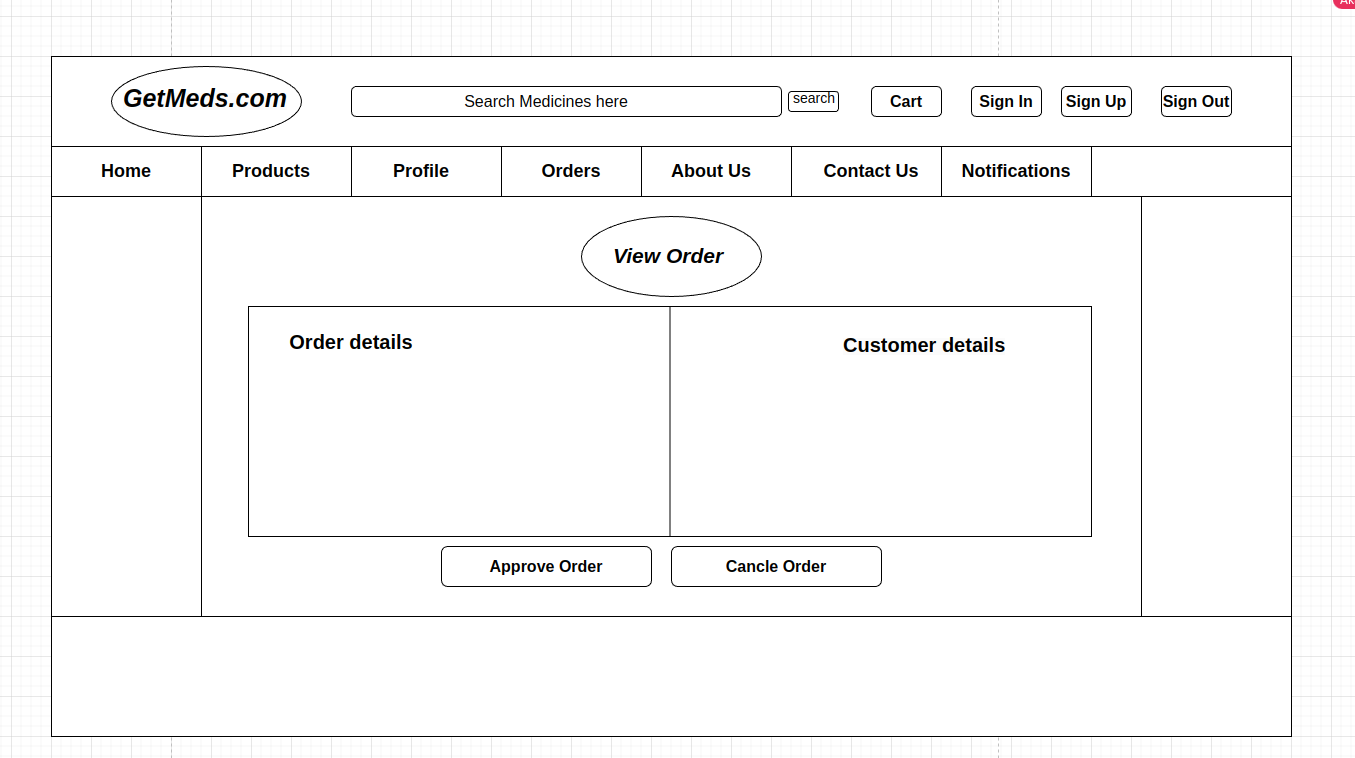 GetMeds.com
Search Medicines here
search
Cart
Sign In
Sign Up
Sign Out
Home
Products
Profile
Orders
About Us
Contact Us
Notifications
View Order
Order details
Customer details
Approve Order
Cancle Order